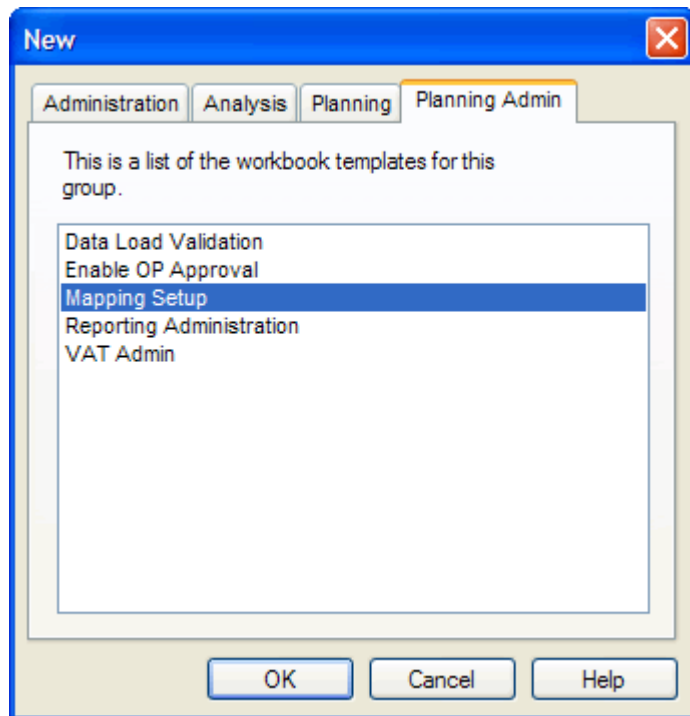 New
Administration Analysis Planning Planning Admin
This is a list of the workbook templates for this
group.
Data Load Validation
Enable OP Approval
Mapping Setup
Reporting Administration
VAT Admin
OK Cancel Help